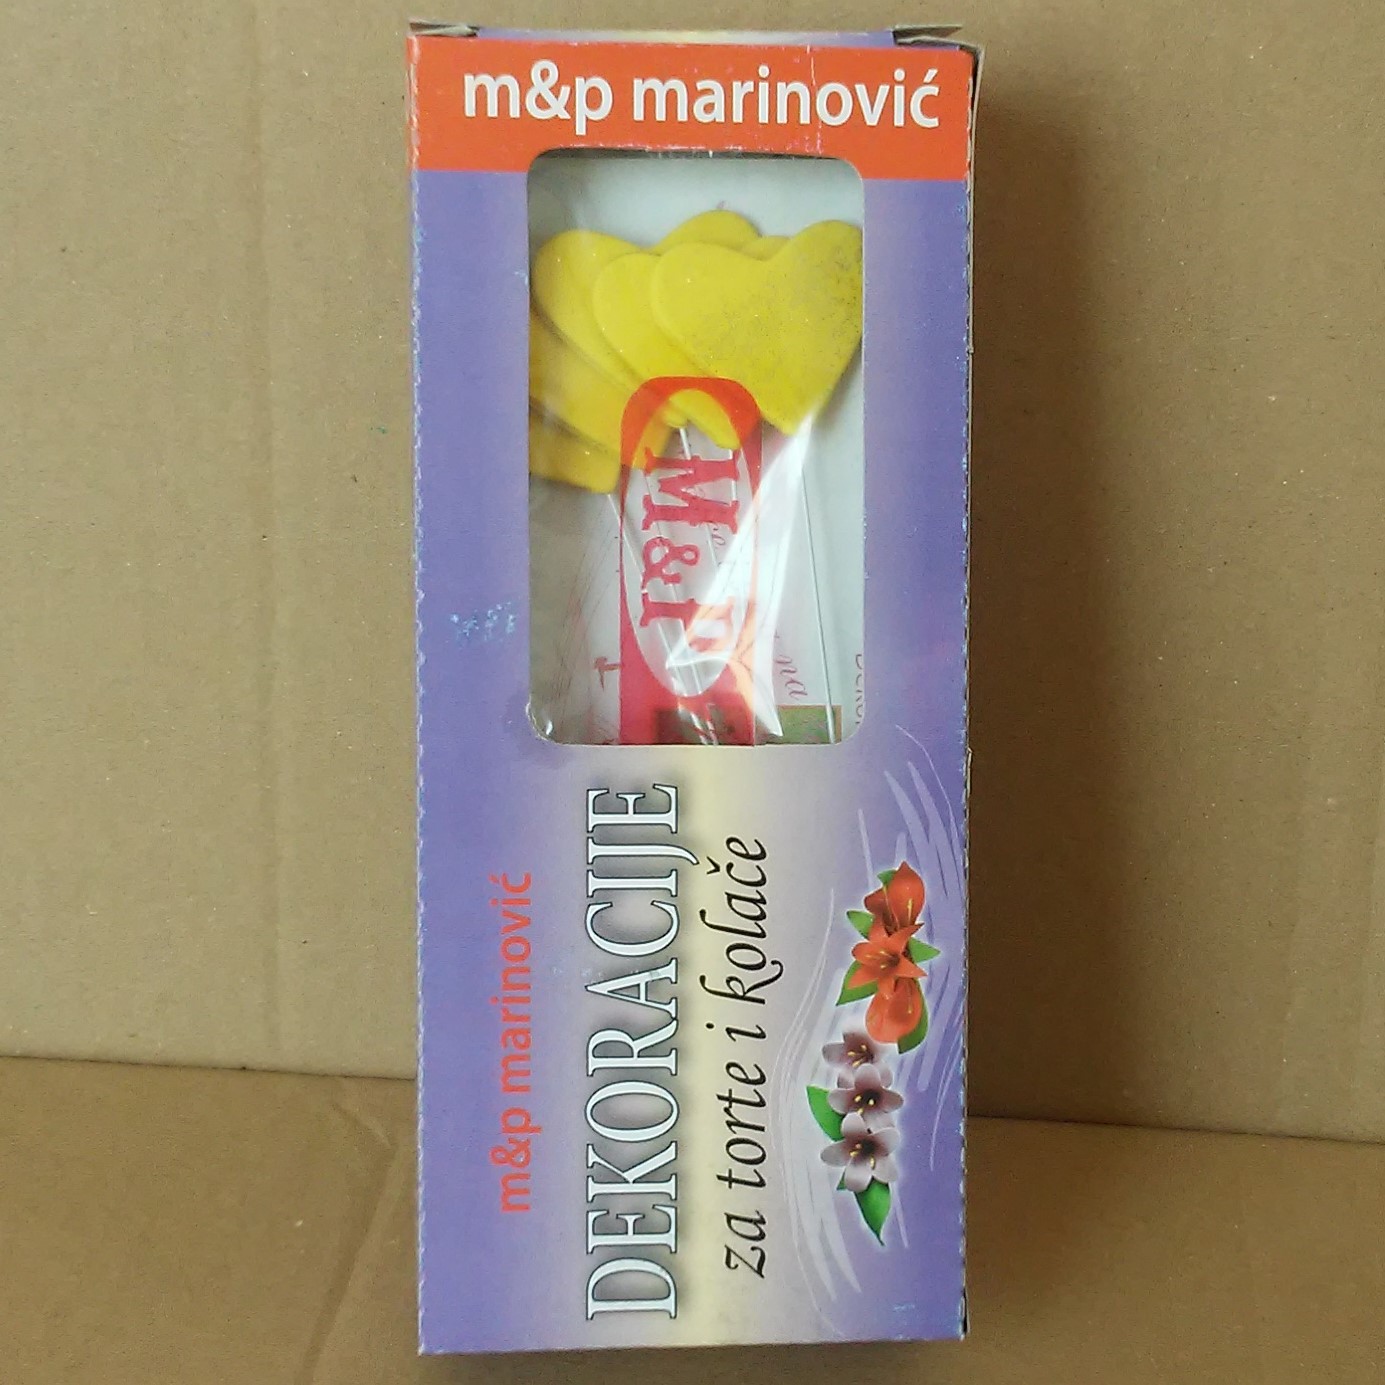 m&p marinović
M&P
m&p marinović
DEKORACIJE
za torte i kolače